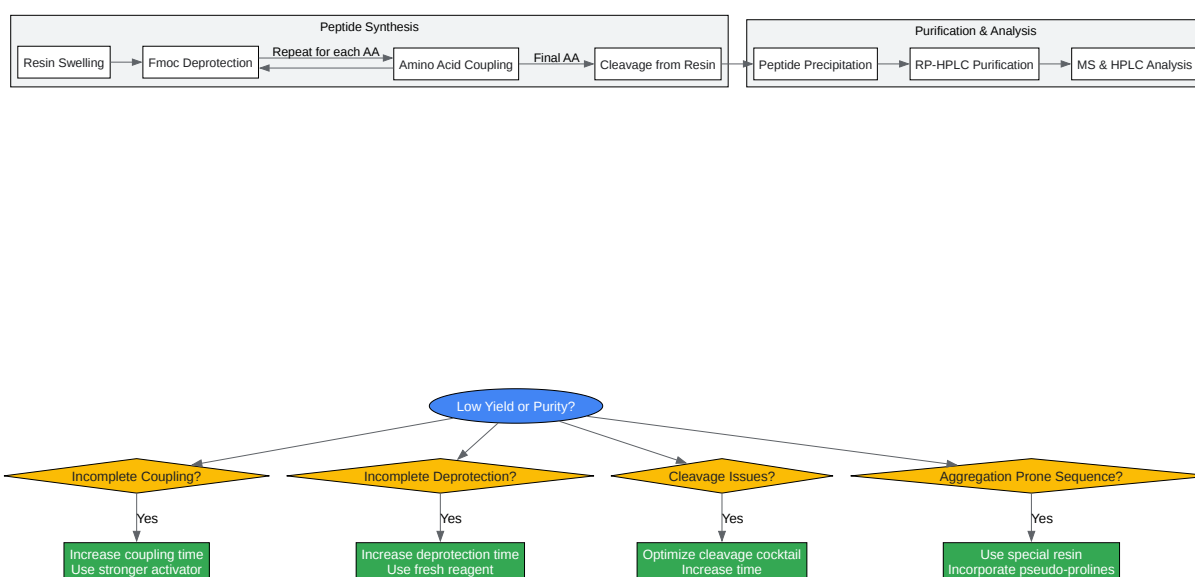 Peptide Synthesis
Purification & Analysis
Resin Swelling
Fmoc Deprotection
Repeat for each AA
Amino Acid Coupling
Final AA
Cleavage from Resin
Peptide Precipitation
RP-HPLC Purification
MS & HPLC Analysis
Low Yield or Purity?
Incomplete Coupling?
Incomplete Deprotection?
Cleavage Issues?
Aggregation Prone Sequence?
Yes
Yes
Yes
Yes
Increase coupling time
Use stronger activator
Increase deprotection time
Use fresh reagent
Optimize cleavage cocktail
Increase time
Use special resin
Incorporate pseudo-prolines